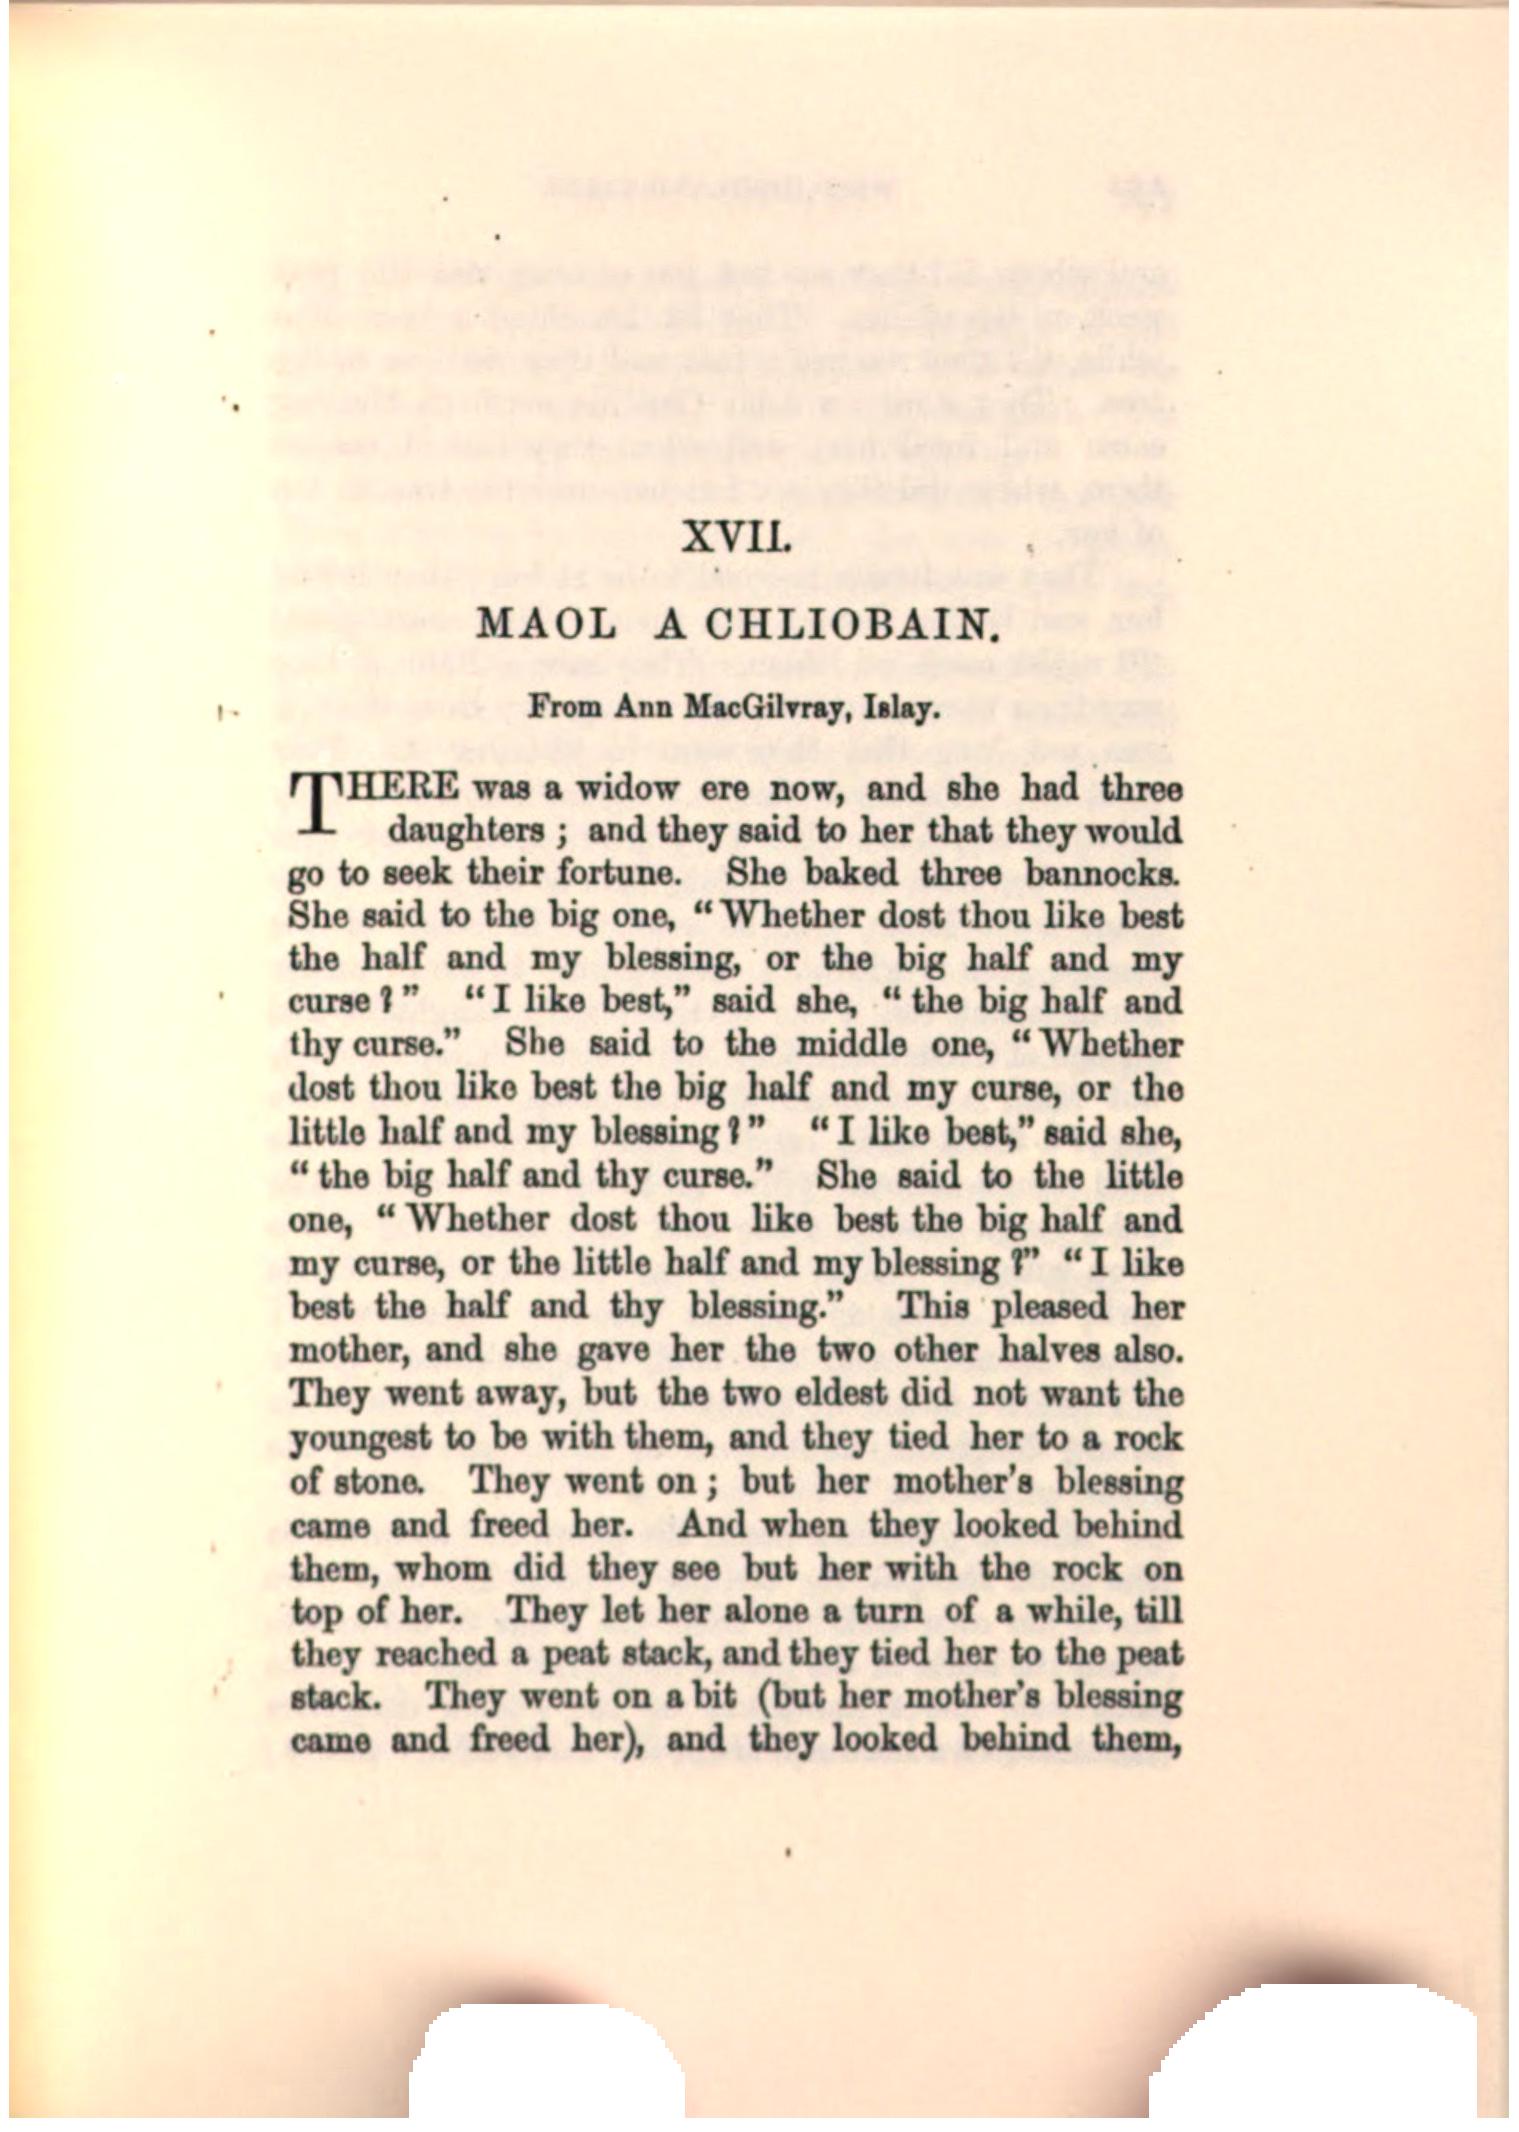 XVII.
MAOL A CHLIOBAIN.
From Ann MacGilvray, Islay.
THERE was a widow ere now, and she had three
daughters ; and they said to her that they would
go to seek their fortune. She baked three bannocks.
She said to the big one, “Whether dost thou like best
the half and my blessing, or the big half and my
curse ?” “I like best,” said she, “the big half and
thy curse.” She said to the middle one, “Whether
dost thou like best the big half and my curse, or the
little half and my blessing ?” “I like best,” said she,
“the big half and thy curse.” She said to the little
one, “Whether dost thou like best the big half and
my curse, or the little half and my blessing ?” “I like
best the half and thy blessing.” This pleased her
mother, and she gave her the two other halves also.
They went away, but the two eldest did not want the
youngest to be with them, and they tied her to a rock
of stone. They went on ; but her mother’s blessing
came and freed her. And when they looked behind
them, whom did they see but her with the rock on
top of her. They let her alone a turn of a while, till
they reached a peat stack, and they tied her to the peat
stack. They went on a bit (but her mother’s blessing
came and freed her), and they looked behind them,